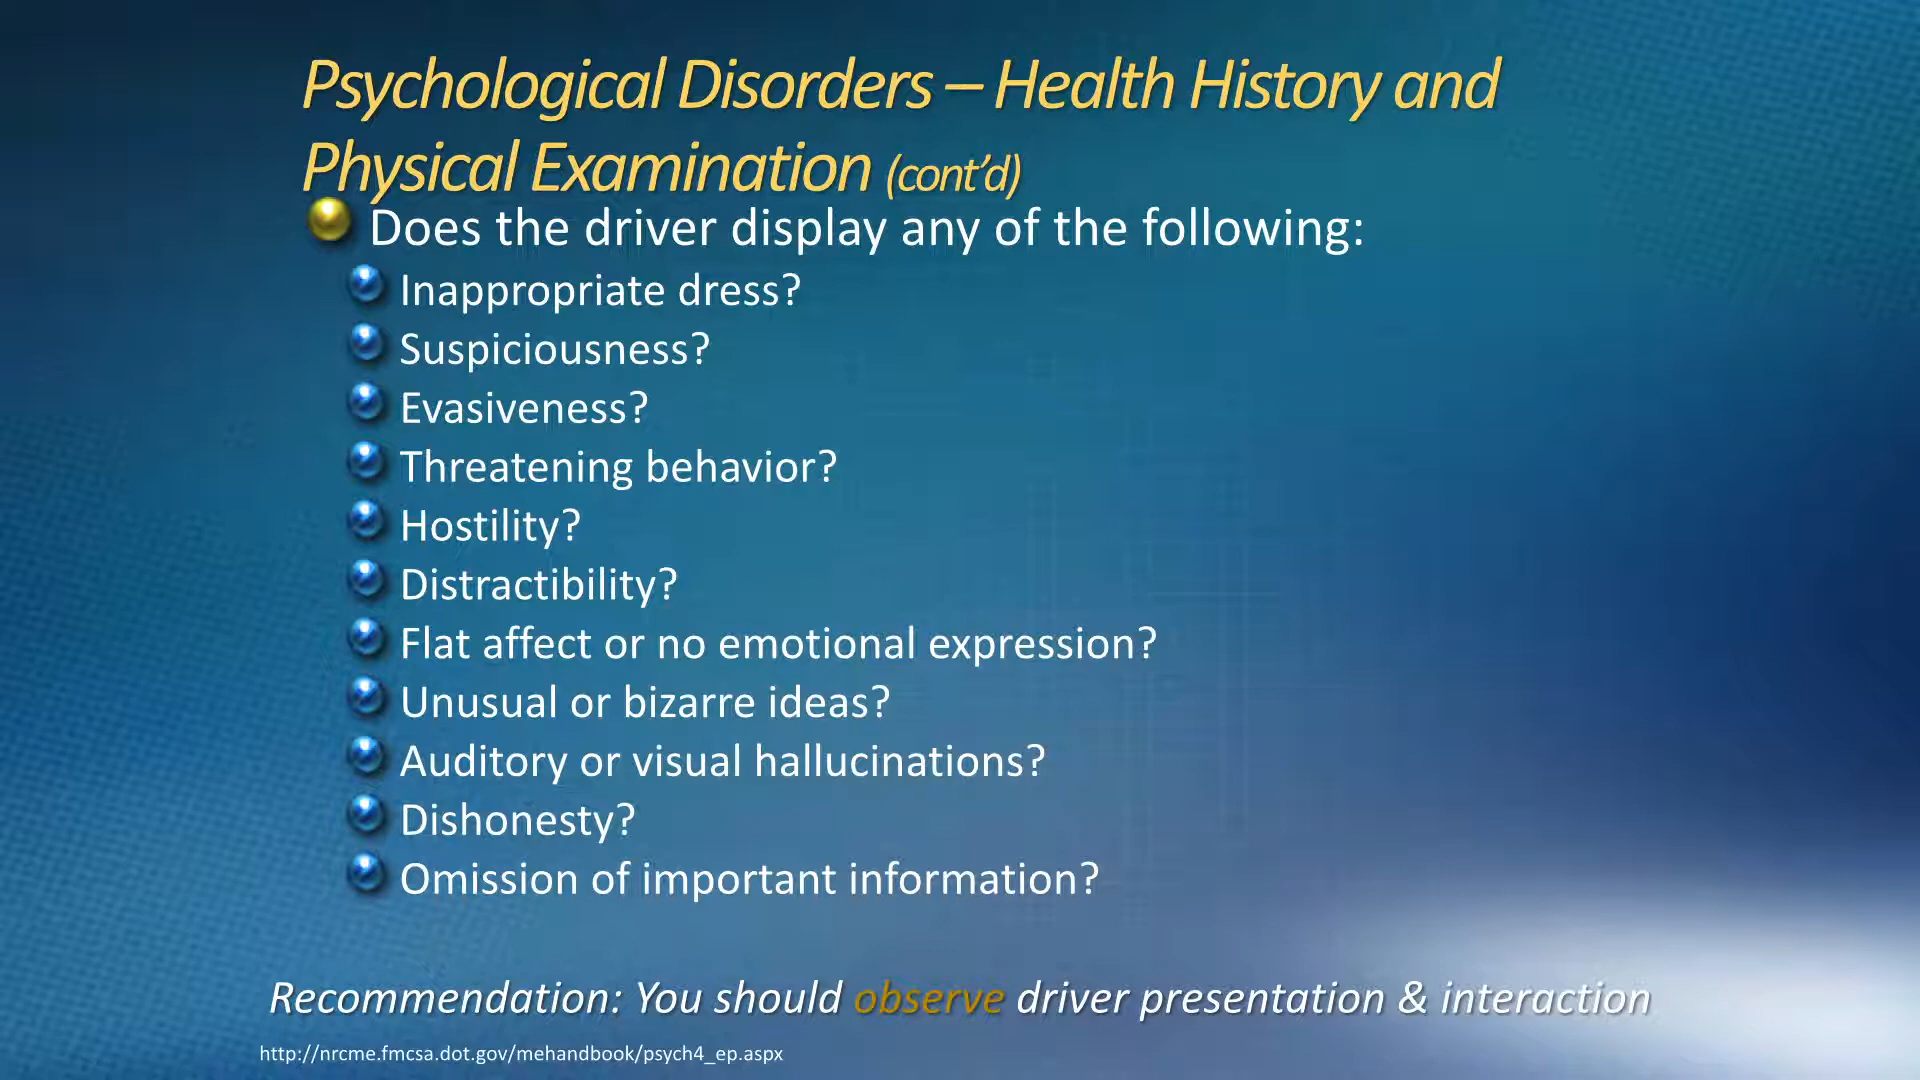 Psychological Disorders – Health History and
Physical Examination (cont’d)
Does the driver display any of the following:
Inappropriate dress?
Suspiciousness?
Evasiveness?
Threatening behavior?
Hostility?
Distractibility?
Flat affect or no emotional expression?
Unusual or bizarre ideas?
Auditory or visual hallucinations?
Dishonesty?
Omission of important information?
Recommendation: You should observe driver presentation & interaction
http://nrcme.fmcsa.dot.gov/mehandbook/psych4_ep.aspx